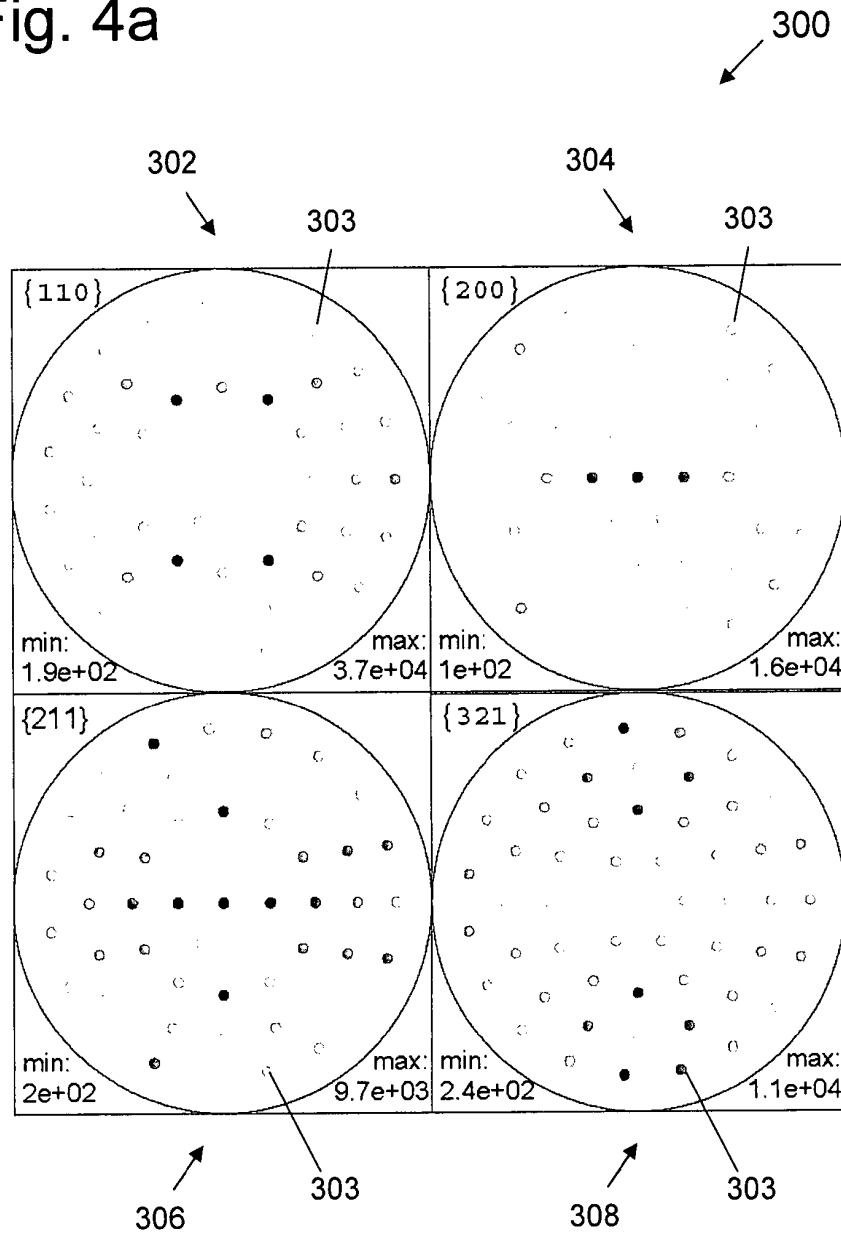 Fig. 4a
300
302
304
303
303
{110}
{200}
min:
1.9e+02
max:
3.7e+04
min:
1e+02
max:
1.6e+04
{211}
{321}
min:
2e+02
max:
9.7e+03
min:
2.4e+02
max:
1.1e+04
303
303
306
308